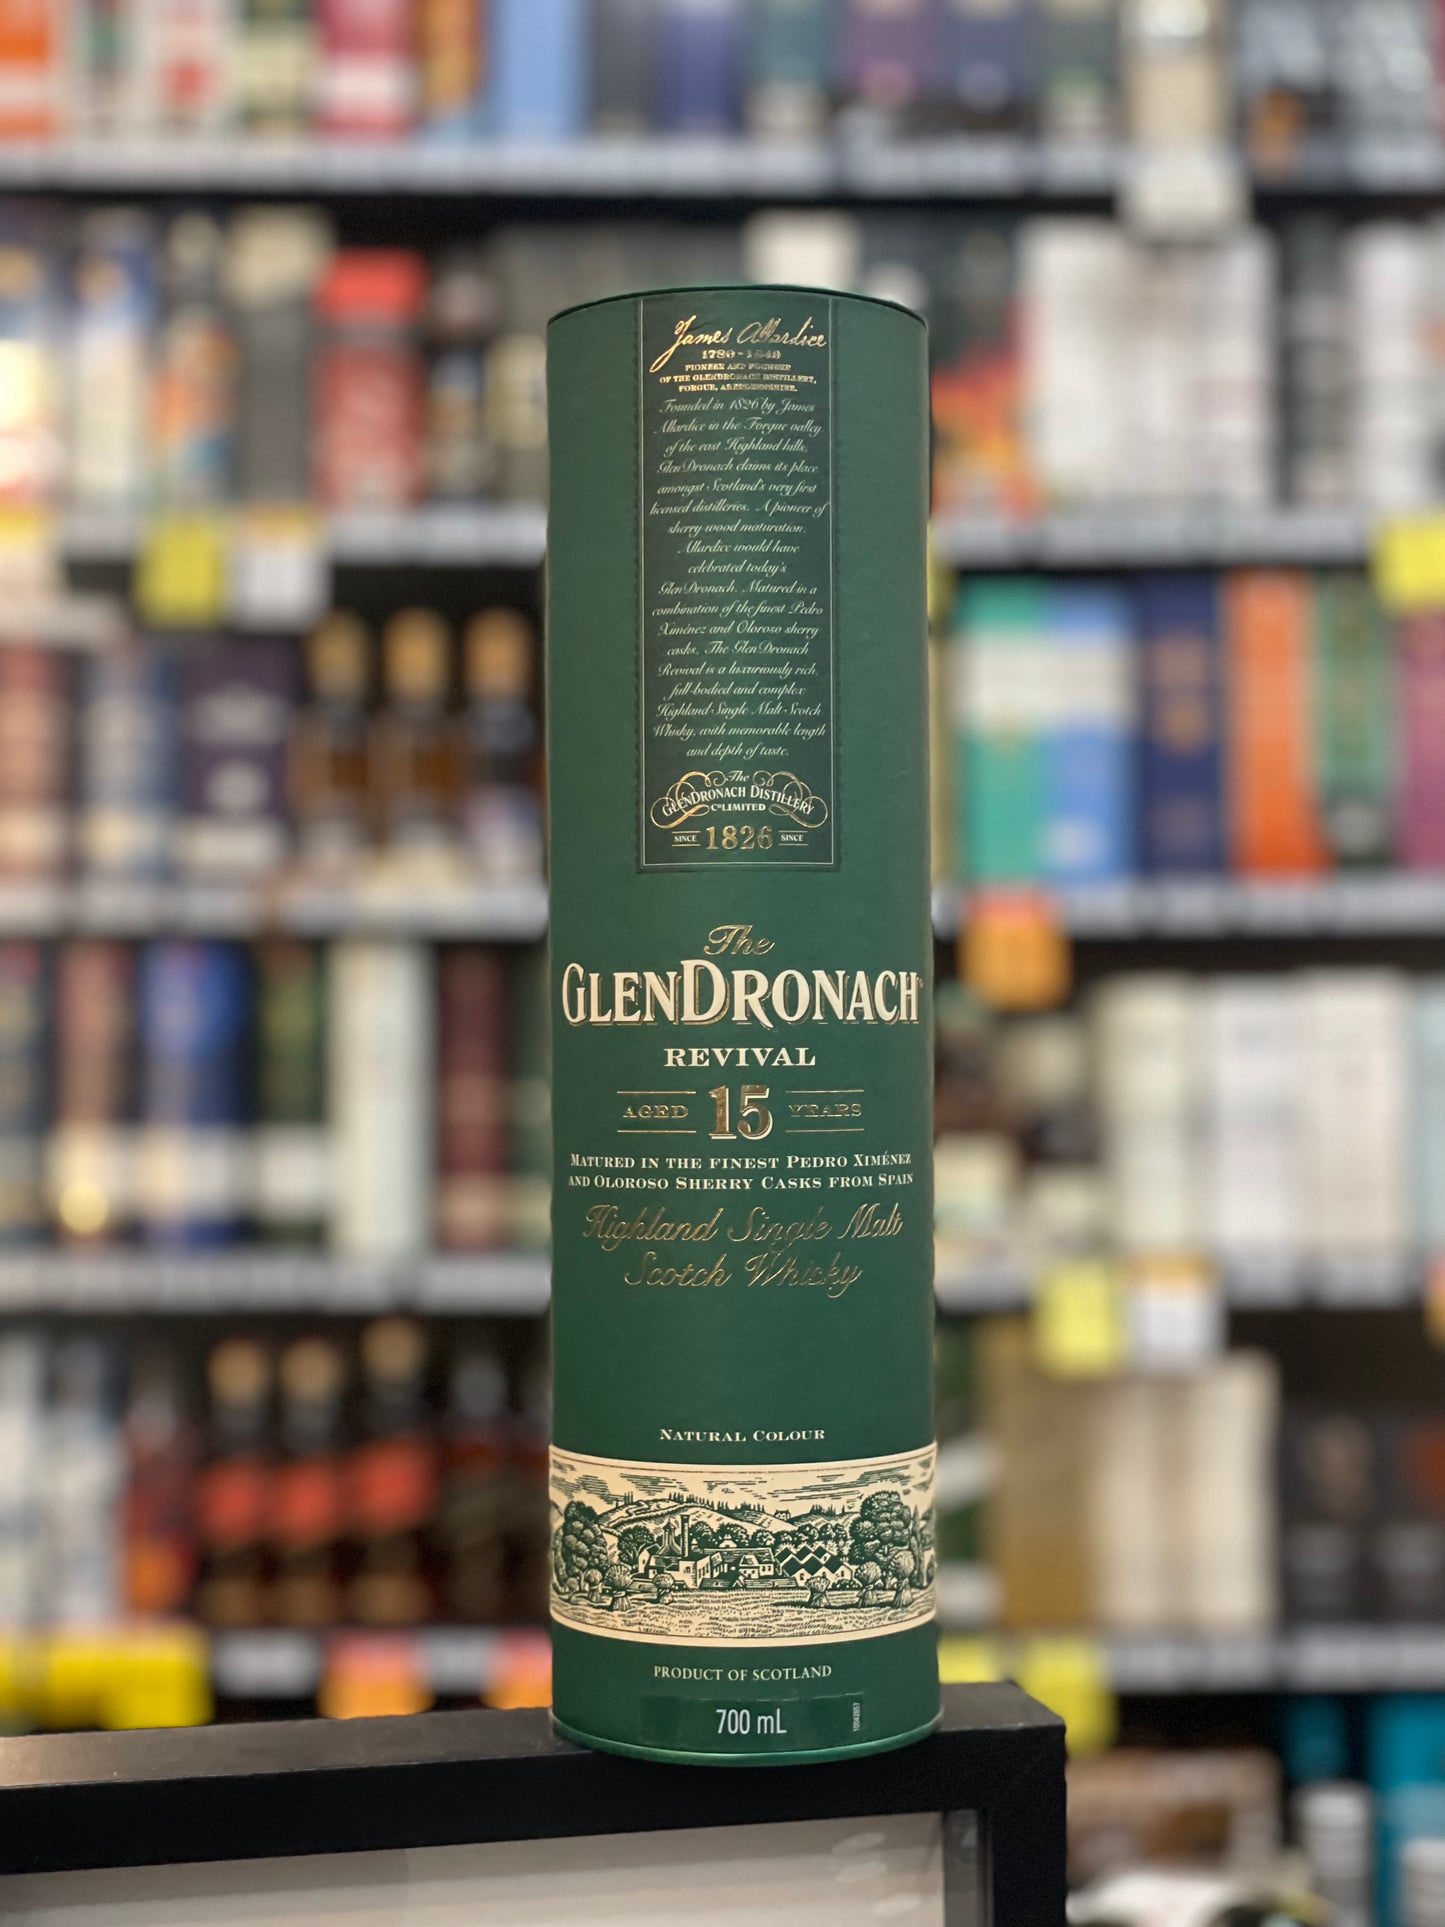 James Allardice
1780-1849
PIONEER AND FOUNDER
OF THE GLENDRONACH DISTILLERY,
FORGUE, ABERDEENSHIRE.
Founded in 1826 by James
Allardice in the Forgue valley
of the east Highland hills,
GlenDronach claims its place
amongst Scotland's very first
licensed distilleries. A pioneer of
sherry wood maturation,
Allardice would have
celebrated today's
GlenDronach. Matured in a
combination of the finest Pedro
Ximénez and Oloroso sherry
casks, The GlenDronach
Revival is a luxuriously rich,
full-bodied and complex
Highland Single Malt Scotch
Whisky, with memorable length
and depth of taste.
The
GLENDRONACH DISTILLERY
Co LIMITED
SINCE 1826 SINCE
The
GLENDRONACH
REVIVAL
AGED 15 YEARS
MATURED IN THE FINEST PEDRO XIMÉNEZ
AND OLOROSO SHERRY CASKS FROM SPAIN
Highland Single Malt
Scotch Whisky
NATURAL COLOUR
PRODUCT OF SCOTLAND
700 mL